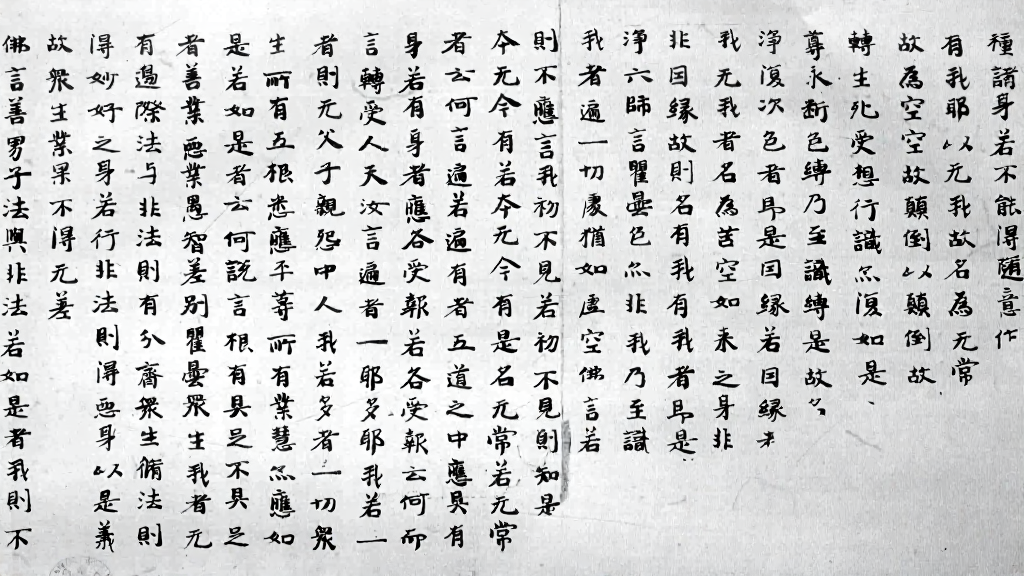 種諸身若不能得隨意作
有我耶以无我故名為无常
故為空空故顛倒以顛倒故
轉生死受想行識亦復如是
尊永断色縛乃至識縛是故名
淨復次色者即是因緣若因緣者
我无我者名為苦空如来之身非
非因緣故則名有我有我者即是
淨六師言瞿曇色亦非我乃至識
我者遍一切處猶如虛空佛言若
則不應言我初不見若初不見則知是
本无今有若本无今有是名无常若无常
者云何言遍若遍有者五道之中應具有
身若有身者應各受報若各受報云何而
言轉受人天汝言遍者一耶多耶我若一
者則无父子親怨中人我若多者一切衆
生所有五根悉應平等所有業慧亦應如
是若如是者云何說言根有具足不具足
者善業惡業愚智差別瞿曇衆生我者无
有邊際法与非法則有分齊衆生脩法則
得妙好之身若行非法則得惡身以是義
故衆生業果不得无差
佛言善男子法與非法若如是者我則不